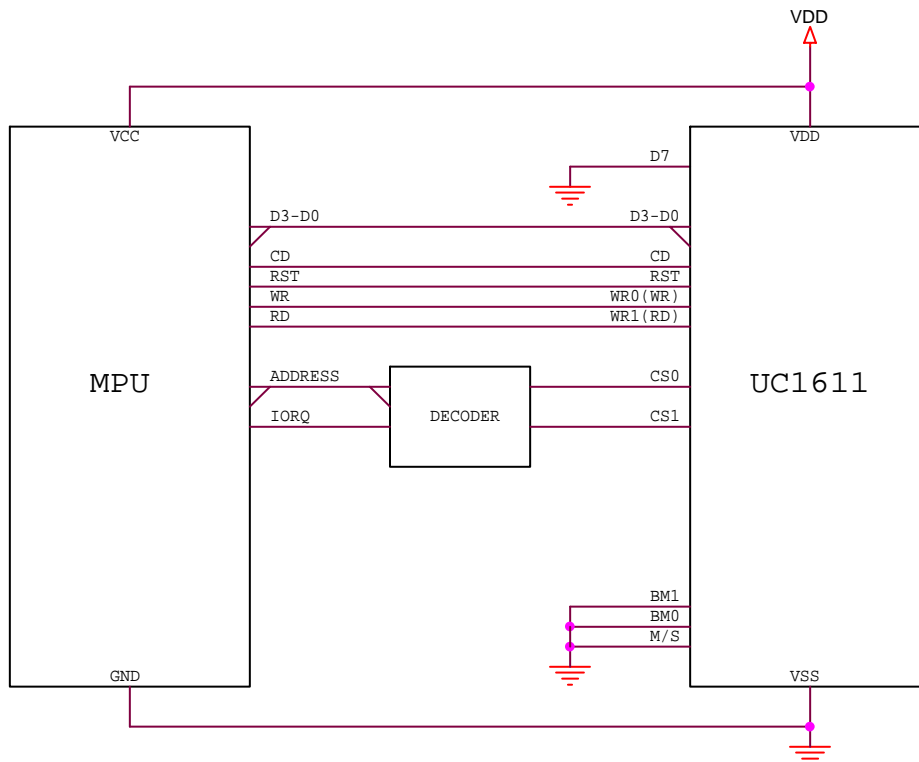 VDD
VCC
VDD
D7
D3-D0
D3-D0
CD
CD
RST
RST
WR
WR0(WR)
RD
WR1(RD)
MPU
ADDRESS
CS0
UC1611
IORQ
DECODER
CS1
BM1
BM0
M/S
GND
VSS